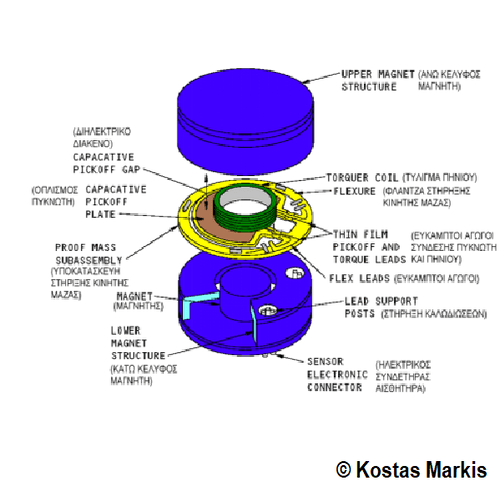 UPPER MAGNET (ΑΝΩ ΚΕΛΥΦΟΣ
STRUCTURE ΜΑΓΝΗΤΗ)
(ΔΙΗΛΕΚΤΡΙΚΟ
ΔΙΑΚΕΝΟ)
CAPACATIVE
PICKOFF GAP
(ΟΠΛΙΣΜΟΣ CAPACATIVE
ΠΥΚΝΩΤΗ) PICKOFF
PLATE
TORQUER COIL (ΤΥΛΙΓΜΑ ΠΗΝΙΟΥ)
FLEXURE (ΦΛΑΝΤΖΑ ΣΤΗΡΙΞΗΣ
ΚΙΝΗΤΗΣ ΜΑΖΑΣ)
THIN FILM (ΕΥΚΑΜΠΤΟΙ ΑΓΩΓΟΙ
PICKOFF AND ΣΥΝΔΕΣΗΣ ΠΥΚΝΩΤΗ
TORQUE LEADS ΚΑΙ ΠΗΝΙΟΥ)
PROOF MASS
SUBASSEMBLY
(ΥΠΟΚΑΤΑΣΚΕΥΗ
ΣΤΗΡΙΞΗΣ ΚΙΝΗΤΗΣ
ΜΑΖΑΣ)
FLEX LEADS (ΕΥΚΑΜΠΤΟΙ ΑΓΩΓΟΙ)
MAGNET
(ΜΑΓΝΗΤΗΣ)
LEAD SUPPORT
POSTS (ΣΤΗΡΙΞΗ ΚΑΛΩΔΙΩΣΕΩΝ)
LOWER
MAGNET
STRUCTURE
(ΚΑΤΩ ΚΕΛΥΦΟΣ
ΜΑΓΝΗΤΗ)
SENSOR (ΗΛΕΚΤΡΙΚΟΣ
ELECTRONIC ΣΥΝΔΕΤΗΡΑΣ
CONNECTOR ΑΙΣΘΗΤΗΡΑ)
© Kostas Markis